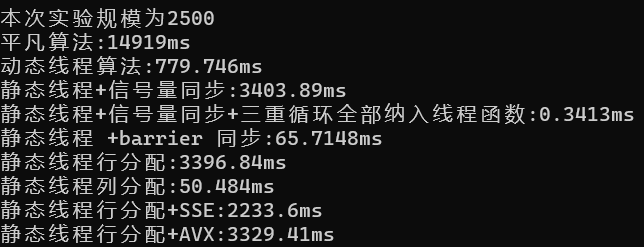 本次实验规模为2500
平凡算法:14919ms
动态线程算法:779.746ms
静态线程+信号量同步:3403.89ms
静态线程+信号量同步+三重循环全部纳入线程函数:0.3413ms
静态线程 +barrier 同步:65.7148ms
静态线程行分配:3396.84ms
静态线程列分配:50.484ms
静态线程行分配+SSE:2233.6ms
静态线程行分配+AVX:3329.41ms